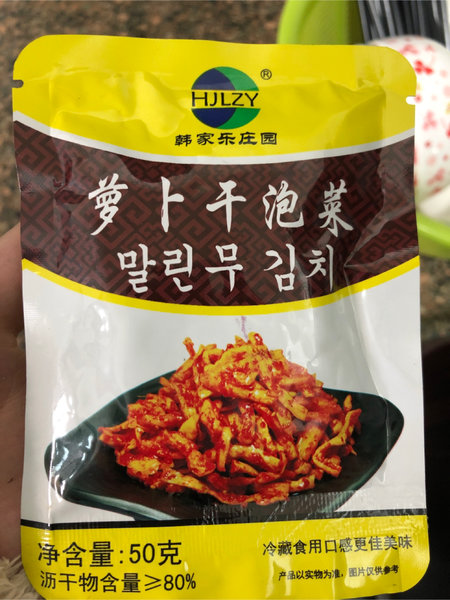 ®
HJLZY
韩家乐庄园
萝卜干泡菜
말린무 김치
净含量:50克
沥干物含量≥80%
冷藏食用口感更佳美味
产品以实物为准,图片仅供参考